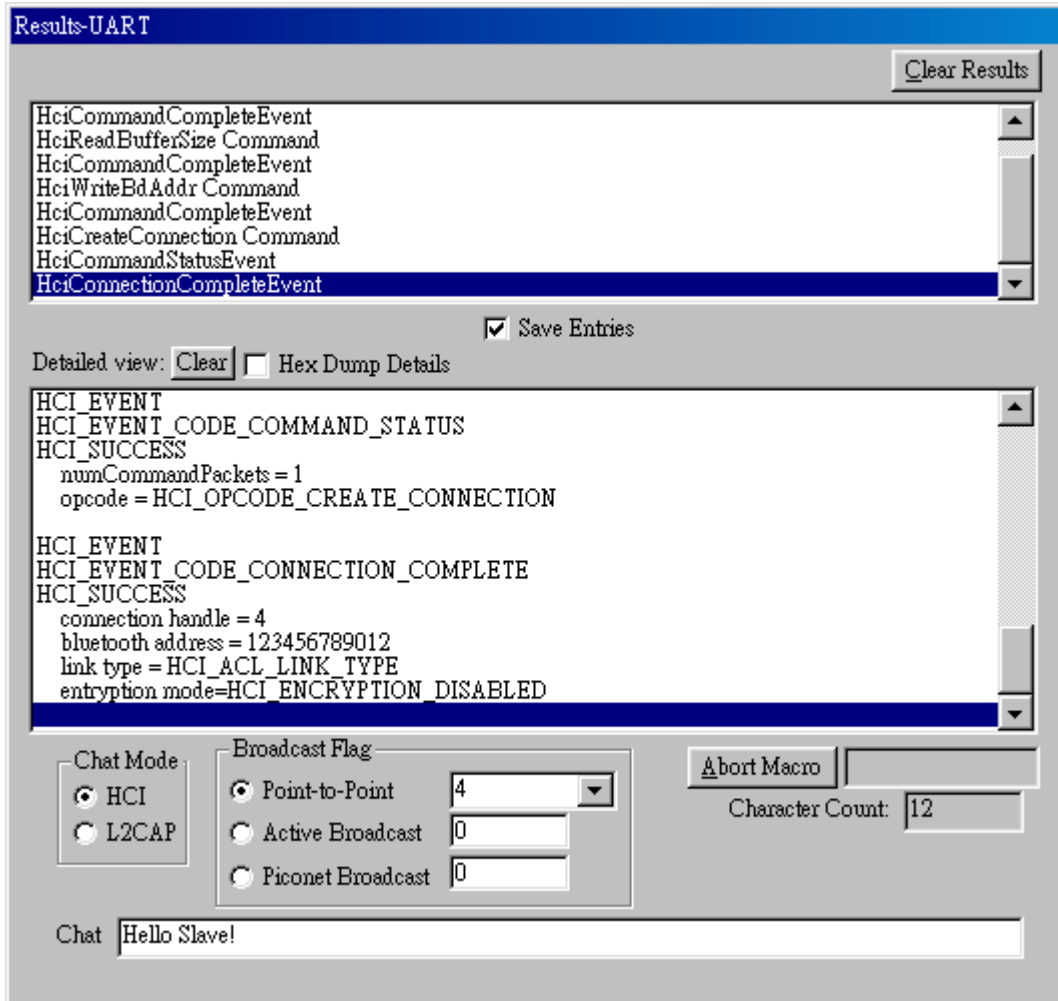 Results-UART
Clear Results
HciCommandCompleteEvent
HciReadBufferSize Command
HciCommandCompleteEvent
HciWriteBdAddr Command
HciCommandCompleteEvent
HciCreateConnection Command
HciCommandStatusEvent
HciConnectionCompleteEvent
Save Entries
Detailed view: Clear Hex Dump Details
HCI_EVENT
HCI_EVENT_CODE_COMMAND_STATUS
HCI_SUCCESS
numCommandPackets = 1
opcode = HCI_OPCODE_CREATE_CONNECTION
HCI_EVENT
HCI_EVENT_CODE_CONNECTION_COMPLETE
HCI_SUCCESS
connection handle = 4
bluetooth address = 123456789012
link type = HCI_ACL_LINK_TYPE
entryption mode=HCI_ENCRYPTION_DISABLED
Chat Mode
HCI
L2CAP
Broadcast Flag
Point-to-Point 4
Active Broadcast 0
Piconet Broadcast 0
Abort Macro
Character Count: 12
Chat Hello Slave!